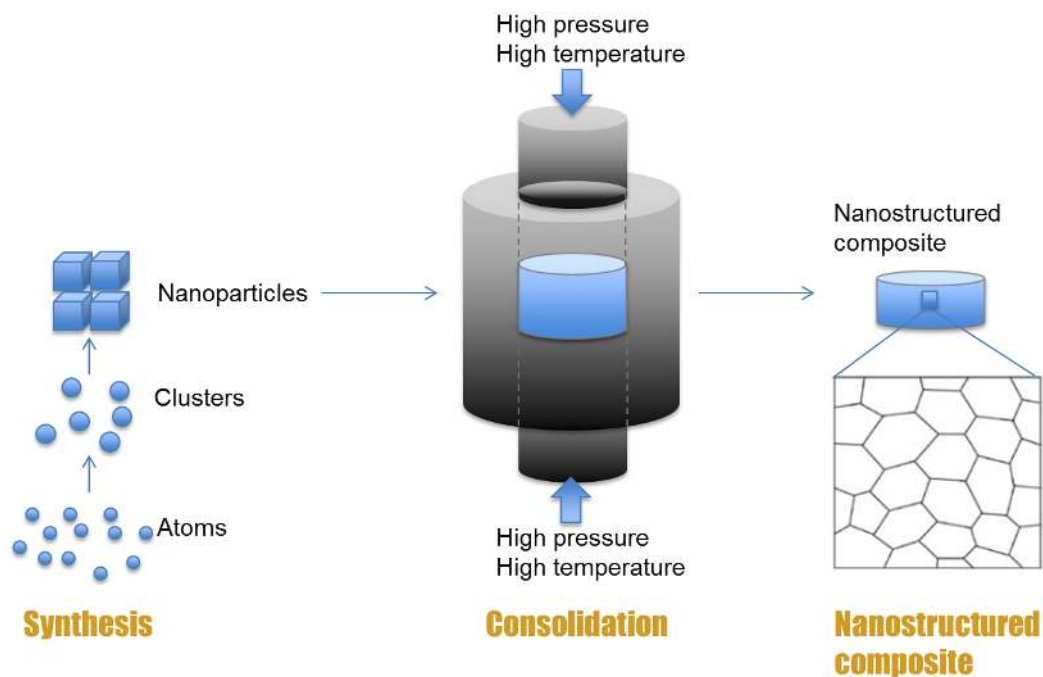 High pressure
High temperature
Nanostructured
composite
Nanoparticles
Clusters
Atoms
High pressure
High temperature
Synthesis
Consolidation
Nanostructured
composite